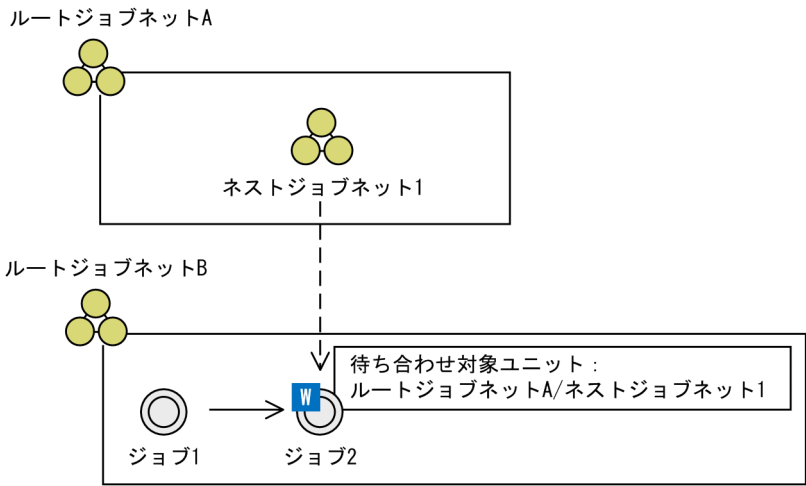 ルートジョブネットA
ネストジョブネット1
ルートジョブネットB
待ち合わせ対象ユニット：
ルートジョブネットA/ネストジョブネット1
W
ジョブ1
ジョブ2